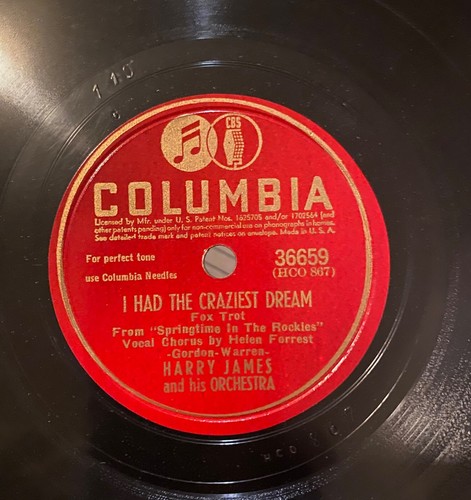 110
CBS
COLUMBIA
Licensed by Mfr. under U. S. Patent Nos. 1625705 and/or 1702564 (and
other patents pending) only for non-commercial use on phonographs in homes.
See detailed trade mark and patent notices on envelope. Made in U. S. A.
For perfect tone
use Columbia Needles
36659
(HCO 867)
I HAD THE CRAZIEST DREAM
Fox Trot
From "Springtime In The Rockies"
Vocal Chorus by Helen Forrest
-Gordon-Warren-
HARRY JAMES
and his ORCHESTRA
HCO